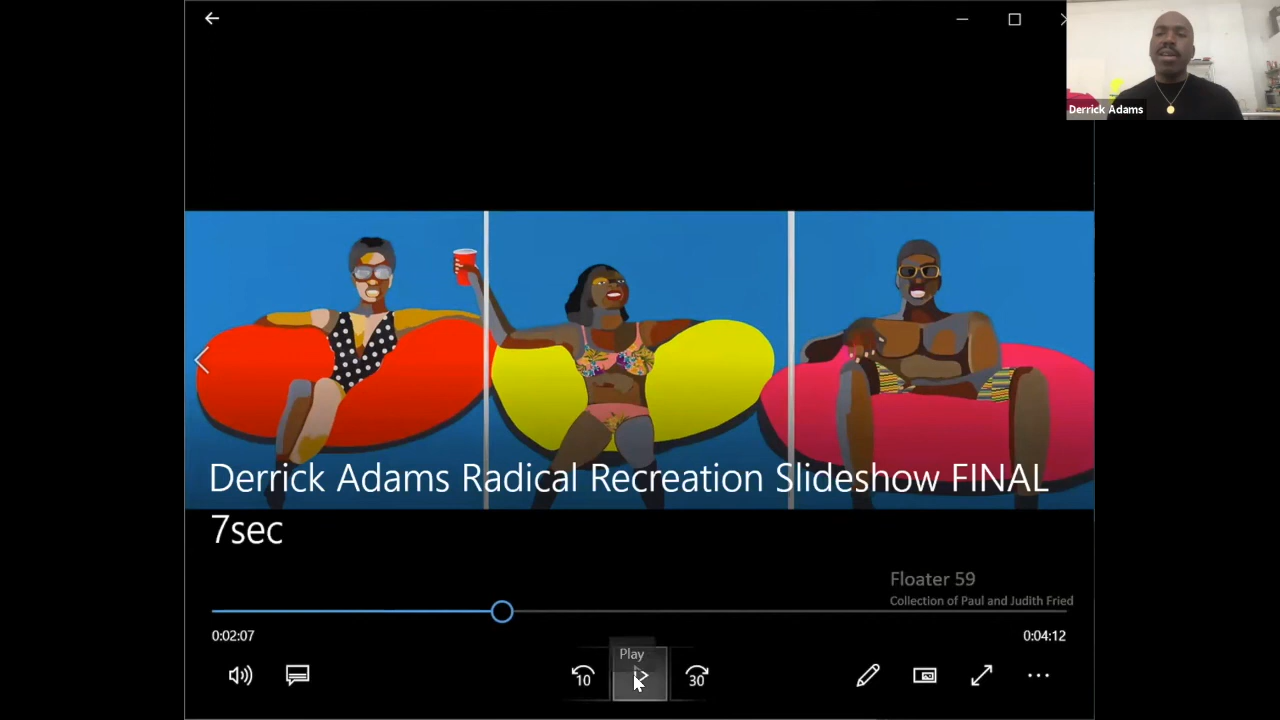 Derrick Adams
Derrick Adams Radical Recreation Slideshow FINAL
7sec
Floater 59
Collection of Paul and Judith Fried
0:02:07
0:04:12
Play
10
30